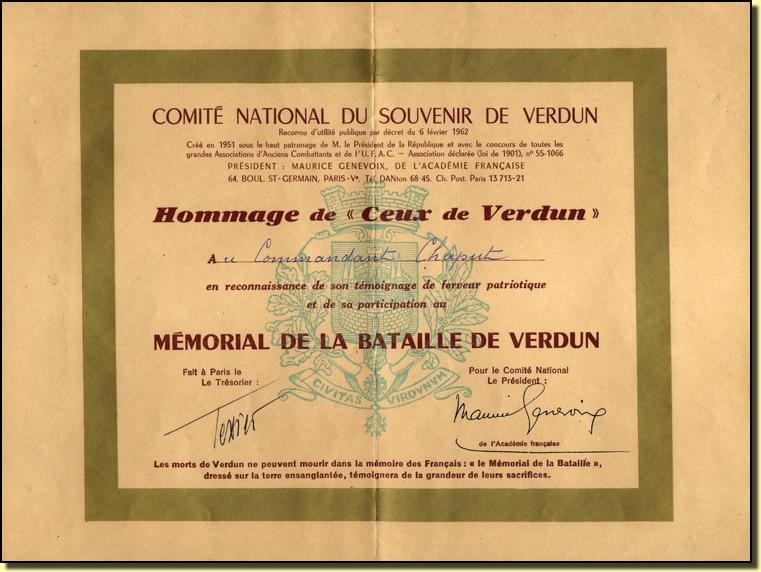 COMITÉ NATIONAL DU SOUVENIR DE VERDUN
Reconnu d'utilité publique par décret du 6 février 1962
Créé en 1951 sous le haut patronage de M. le Président de la République et avec le concours de toutes les
grandes Associations d'Anciens Combattants et de l'U.F.A.C. — Association déclarée (loi de 1901), n° 55-1066
PRÉSIDENT : MAURICE GENEVOIX, DE L'ACADÉMIE FRANÇAISE
64, BOUL. ST-GERMAIN, PARIS-Ve. Tél. DANton 68-45. Ch. Post. Paris 13 713-21
Hommage de « Ceux de Verdun »
Au Commandant Chaput
en reconnaissance de son témoignage de ferveur patriotique
et de sa participation au
MÉMORIAL DE LA BATAILLE DE VERDUN
Fait à Paris le
Le Trésorier :
Pour le Comité National
Le Président :
CIVITAS VIRDVNVM
Texier
Maurice Genevoix
de l'Académie française
Les morts de Verdun ne peuvent mourir dans la mémoire des Français : « le Mémorial de la Bataille »,
dressé sur la terre ensanglantée, témoignera de la grandeur de leurs sacrifices.